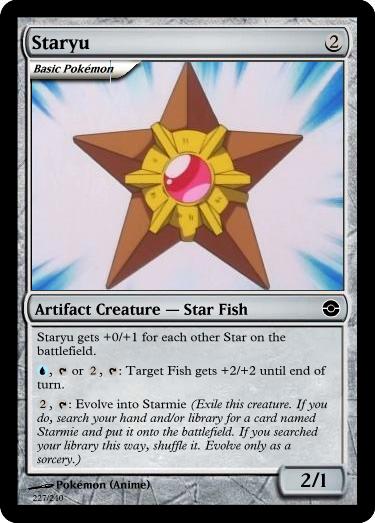 Staryu 2
Basic Pokémon
Artifact Creature — Star Fish
Staryu gets +0/+1 for each other Star on the
battlefield.
, or 2, : Target Fish gets +2/+2 until end of
turn.
2, : Evolve into Starmie (Exile this creature. If you
do, search your hand and/or library for a card named
Starmie and put it onto the battlefield. If you searched
your library this way, shuffle it. Evolve only as a
sorcery.)
2/1
Pokémon (Anime)
227/240